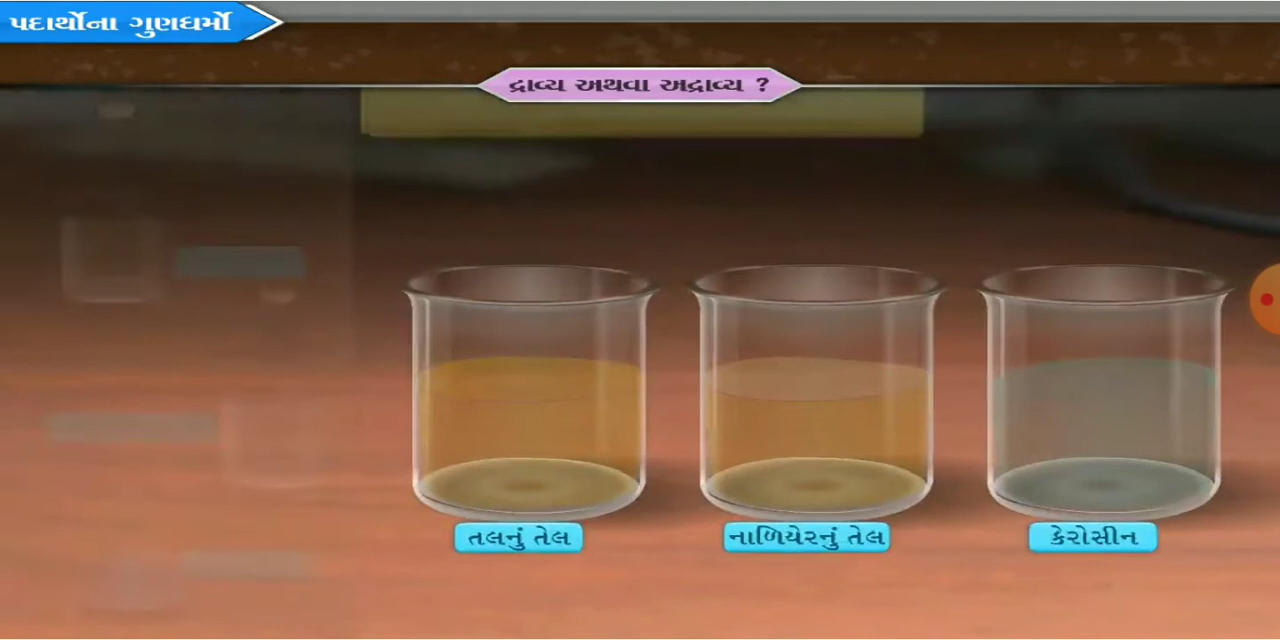 પદાર્થોના ગુણધર્મો
દ્રાવ્ય અથવા અદ્રાવ્ય ?
તલનું તેલ
નાળિયેરનું તેલ
કેરોસીન